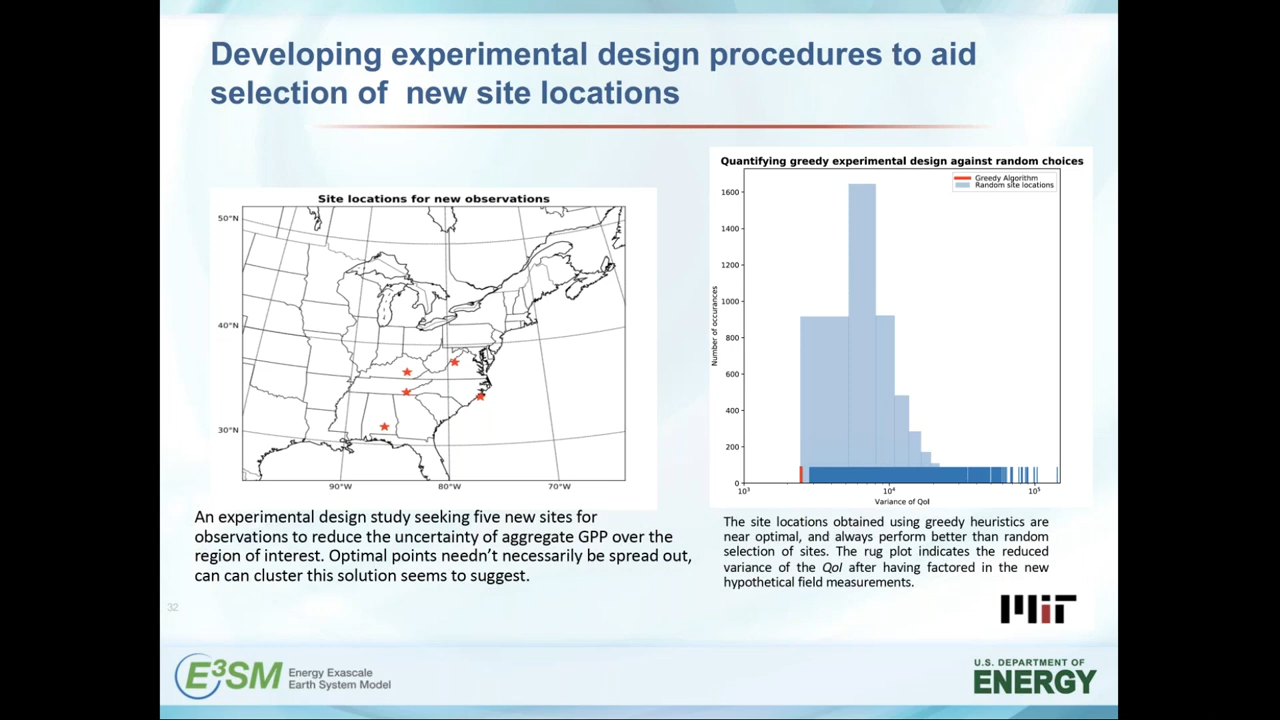 Developing experimental design procedures to aid
selection of  new site locations
Site locations for new observations
50°N
40°N
30°N
90°W
80°W
70°W
An experimental design study seeking five new sites for
observations to reduce the uncertainty of aggregate GPP over the
region of interest. Optimal points needn't necessarily be spread out,
can can cluster this solution seems to suggest.
Quantifying greedy experimental design against random choices
Greedy Algorithm
Random site locations
Number of occurances
1600
1400
1200
1000
800
600
400
200
0
10³
10⁴
10⁵
Variance of QoI
The site locations obtained using greedy heuristics are
near optimal, and always perform better than random
selection of sites. The rug plot indicates the reduced
variance of the QoI after having factored in the new
hypothetical field measurements.
MIT
32
E³SM
Energy Exascale
Earth System Model
U.S. DEPARTMENT OF
ENERGY